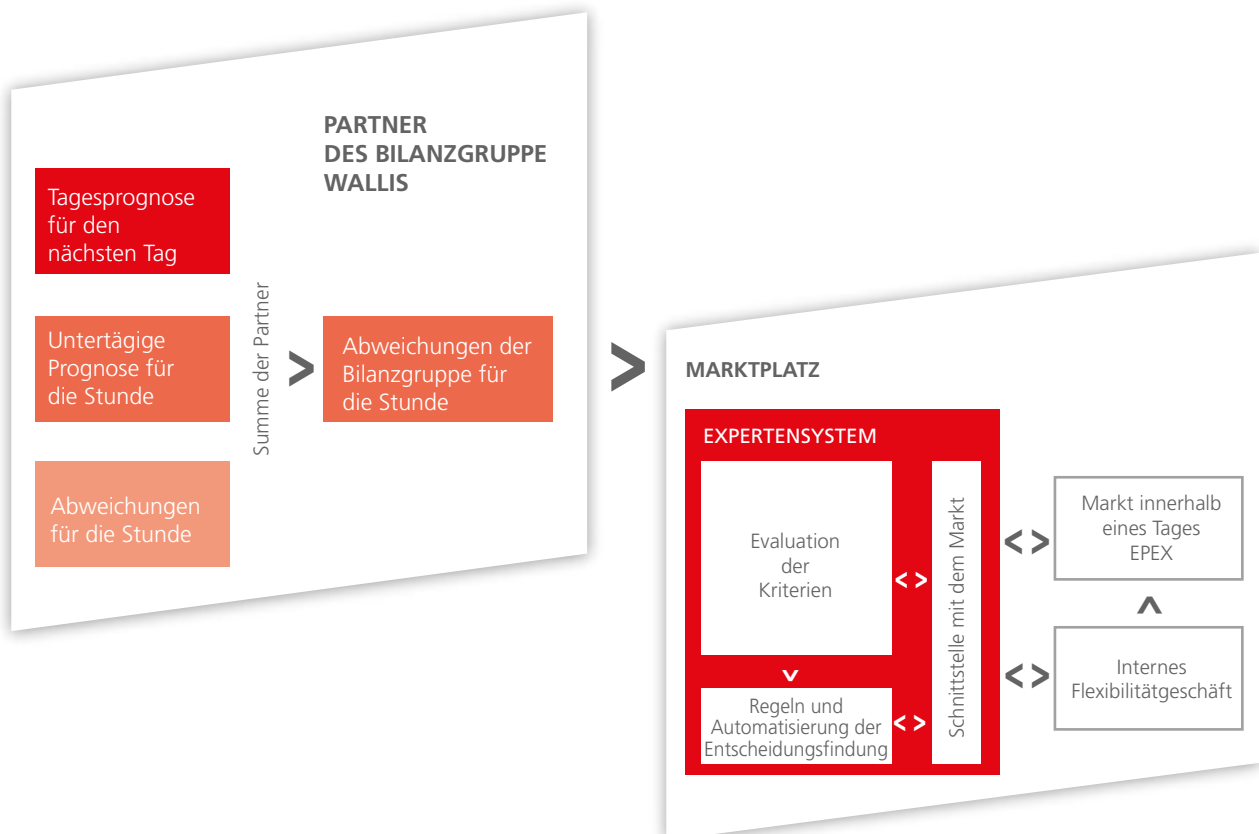 PARTNER
DES BILANZGRUPPE
WALLIS
Tagesprognose
für den
nächsten Tag
Untertägige
Prognose für
die Stunde
Abweichungen
für die Stunde
Summe der Partner
>
Abweichungen der
Bilanzgruppe für
die Stunde
>
MARKTPLATZ
EXPERTENSYSTEM
Evaluation
der
Kriterien
< >
>
Regeln und
Automatisierung der
Entscheidungsfindung
< >
Schnittstelle mit dem Markt
< >
Markt innerhalb
eines Tages
EPEX
>
< >
Internes
Flexibilitätgeschäft